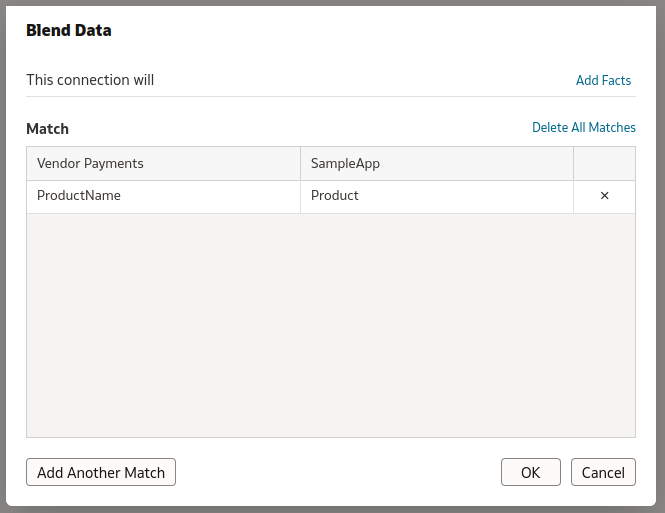 Blend Data
This connection will Add Facts
Match Delete All Matches
Vendor Payments SampleApp
ProductName Product ×
Add Another Match OK Cancel